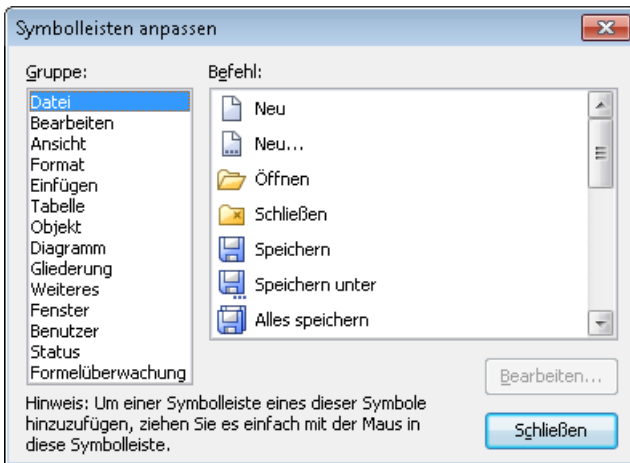 Symbolleisten anpassen
Gruppe:
Befehl:
Datei
Bearbeiten
Ansicht
Format
Einfügen
Tabelle
Objekt
Diagramm
Gliederung
Weiteres
Fenster
Benutzer
Status
Formelüberwachung
Neu
Neu...
Öffnen
Schließen
Speichern
Speichern unter
Alles speichern
Bearbeiten...
Hinweis: Um einer Symbolleiste eines dieser Symbole
hinzuzufügen, ziehen Sie es einfach mit der Maus in
diese Symbolleiste.
Schließen